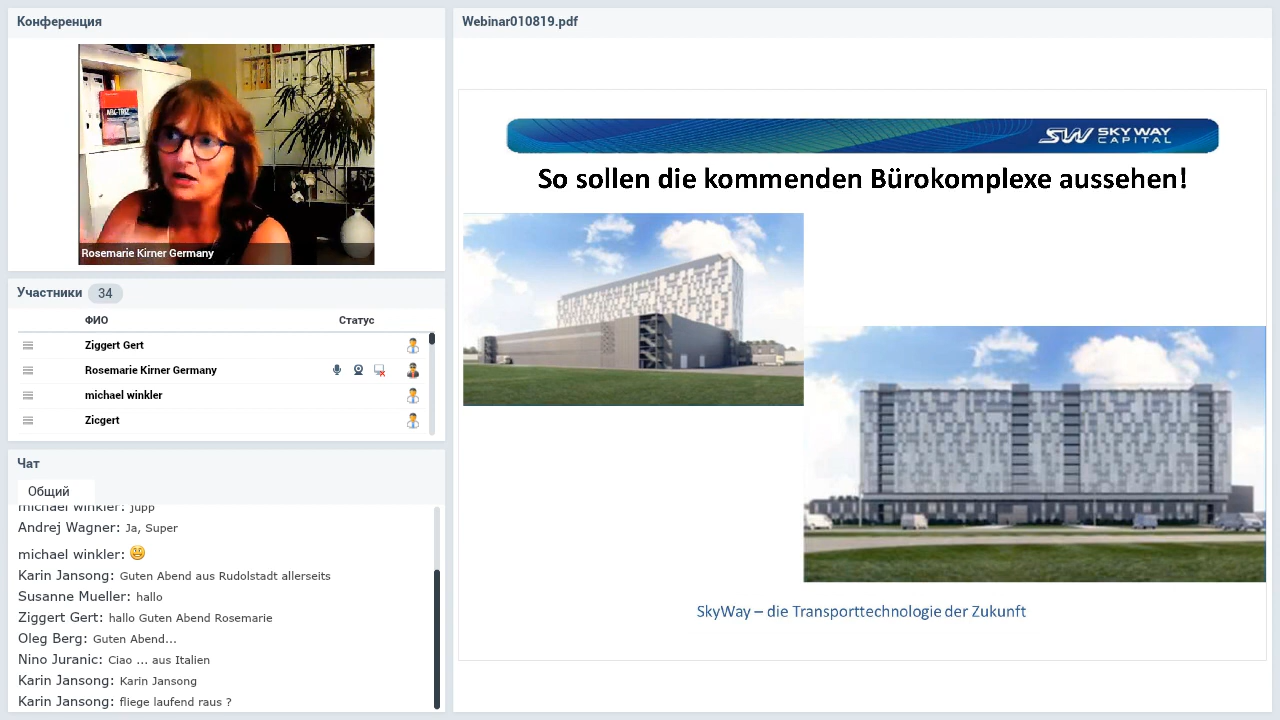 Конференция
Rosemarie Kirner Germany
Участники 34
ФИО Статус
Ziggert Gert
Rosemarie Kirner Germany
michael winkler
Zicgert
Чат
Общий
michael winkler: jupp
Andrej Wagner: Ja, Super
michael winkler:
Karin Jansong: Guten Abend aus Rudolstadt allerseits
Susanne Mueller: hallo
Ziggert Gert: hallo Guten Abend Rosemarie
Oleg Berg: Guten Abend...
Nino Juranic: Ciao ... aus Italien
Karin Jansong: Karin Jansong
Karin Jansong: fliege laufend raus ?
Webinar010819.pdf
SW SKY WAY
CAPITAL
So sollen die kommenden Bürokomplexe aussehen!
SkyWay – die Transporttechnologie der Zukunft